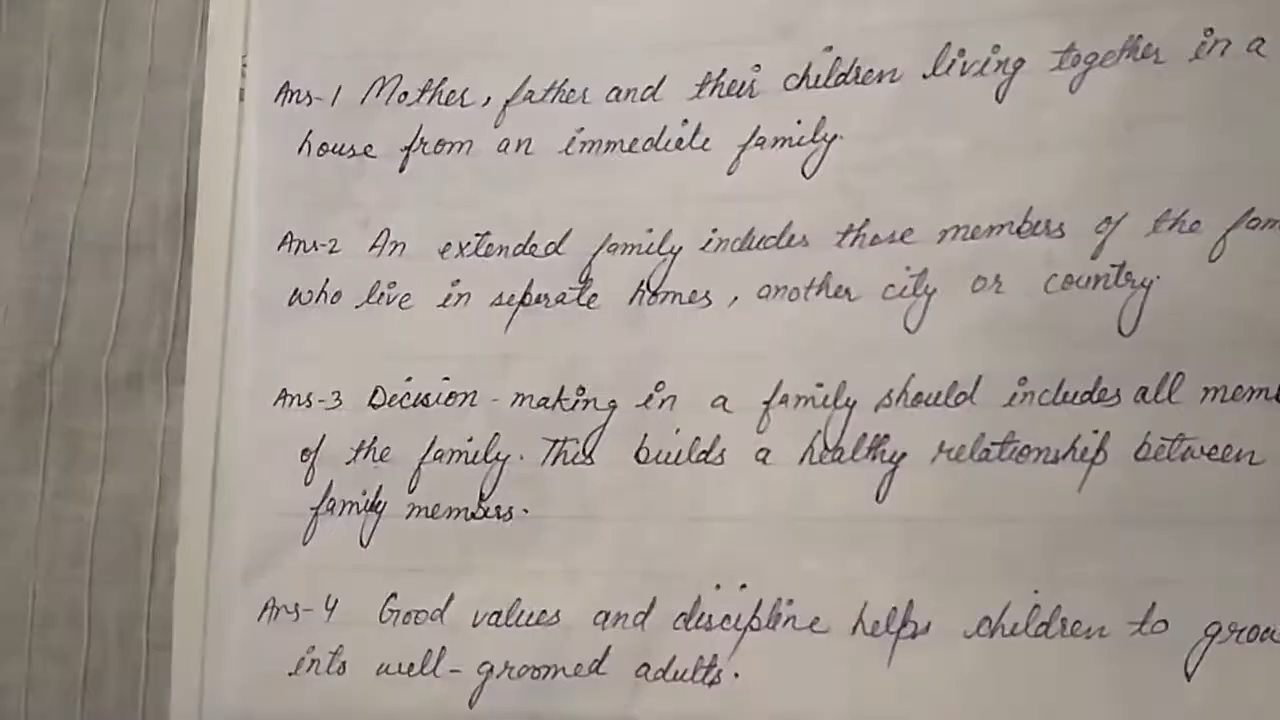 Ans-1 Mother, father and their children living together in a
house from an immediete family.
Ans-2 An extended family includes those members of the fam
who live in seperate homes, another city or country.
Ans-3 Decision-making in a family should includes all mem
of the family. This builds a healthy relationship between
family members.
Ans-4 Good values and discipline helps children to grow
into well-groomed adults.